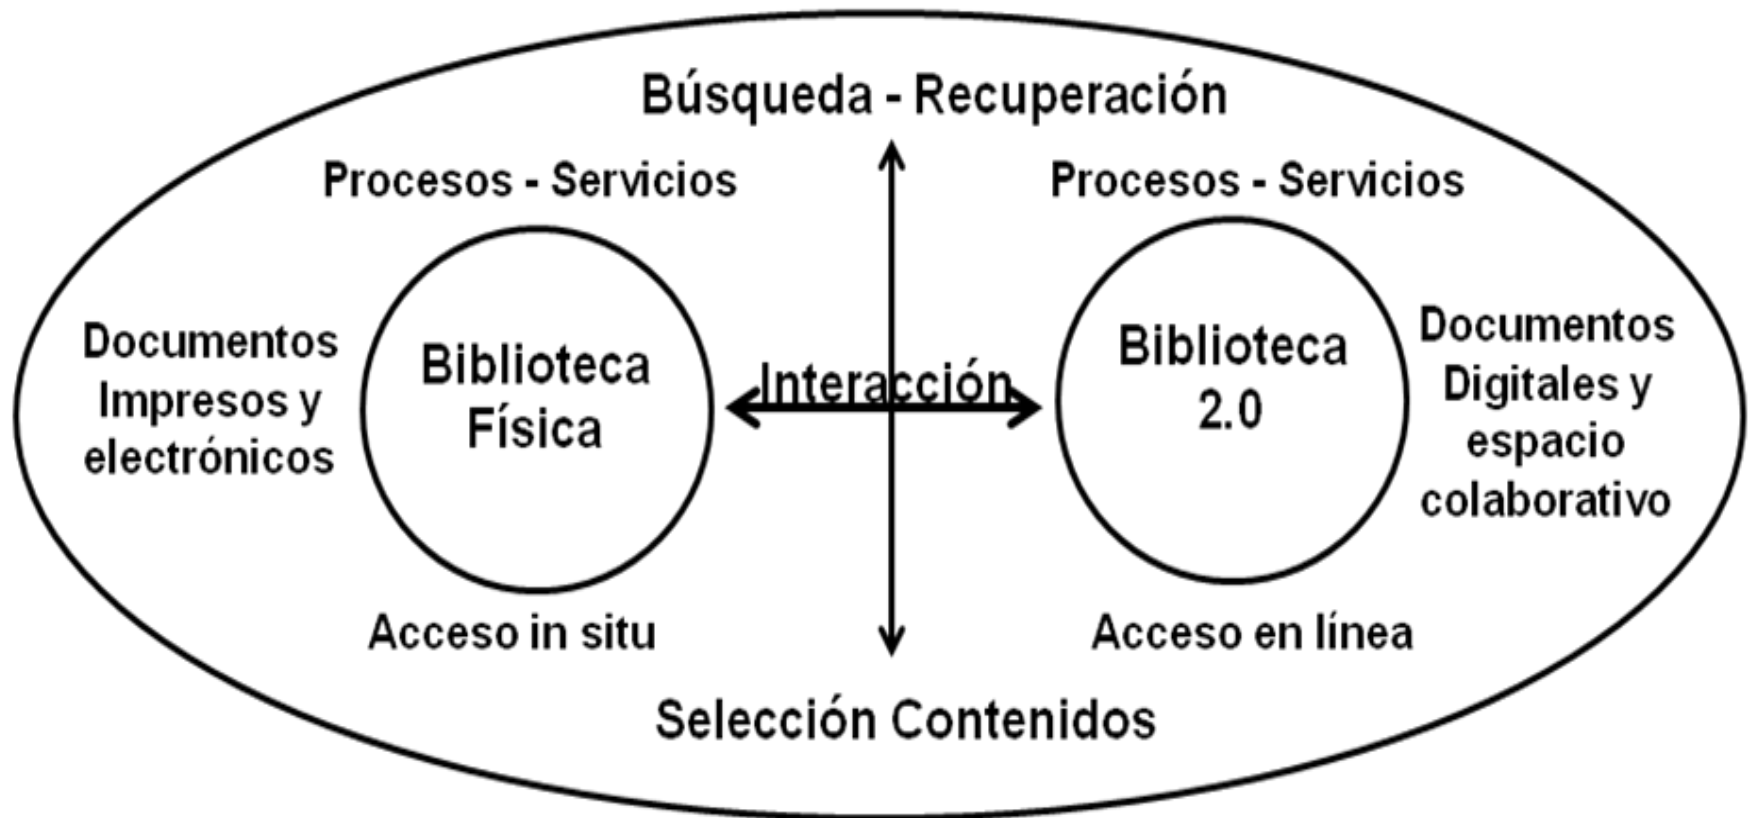 Búsqueda - Recuperación
Procesos - Servicios
Procesos - Servicios
Documentos
Impresos y
electrónicos
Biblioteca
Física
Interacción
Biblioteca
2.0
Documentos
Digitales y
espacio
colaborativo
Acceso in situ
Acceso en línea
Selección Contenidos